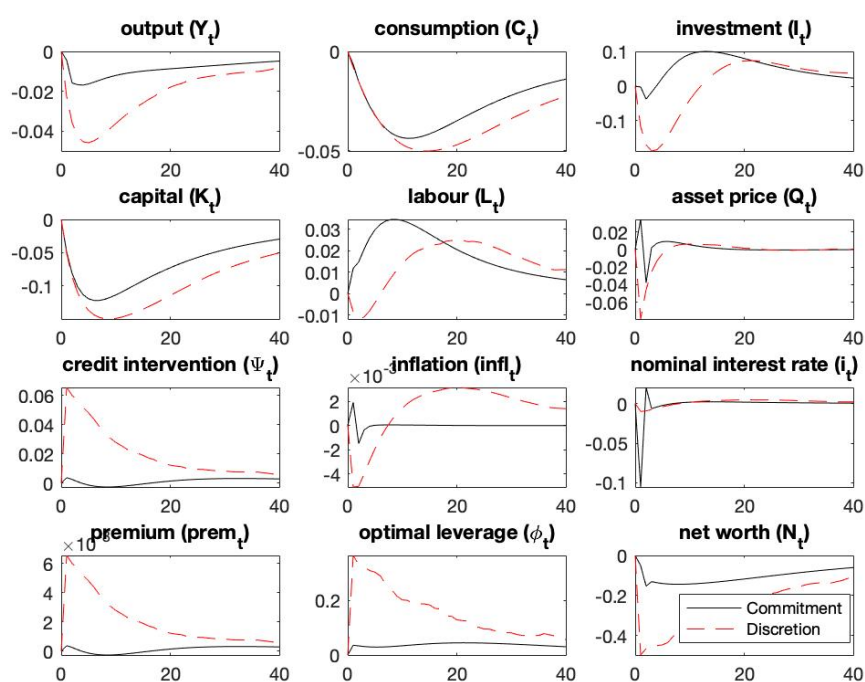 output (Y_t) consumption (C_t) investment (I_t)
0 0 0.1
-0.02 0
-0.04 -0.05 -0.1
0 20 40 0 20 40 0 20 40
capital (K_t) labour (L_t) asset price (Q_t)
0 0.03 0.02
-0.05 0.02 0
-0.1 0.01 -0.02
0 -0.04
-0.01 -0.06
0 20 40 0 20 40 0 20 40
credit intervention (Ψ_t) inflation (infl_t) nominal interest rate (i_t)
×10⁻³
0.06 2 0
0.04 0 -0.05
0.02 -2
0 -4 -0.1
0 20 40 0 20 40 0 20 40
premium (prem_t) optimal leverage (ϕ_t) net worth (N_t)
×10⁻³
6 0.2 0
4 -0.2
2 -0.4
0 0
0 20 40 0 20 40 0 20 40
Commitment
Discretion